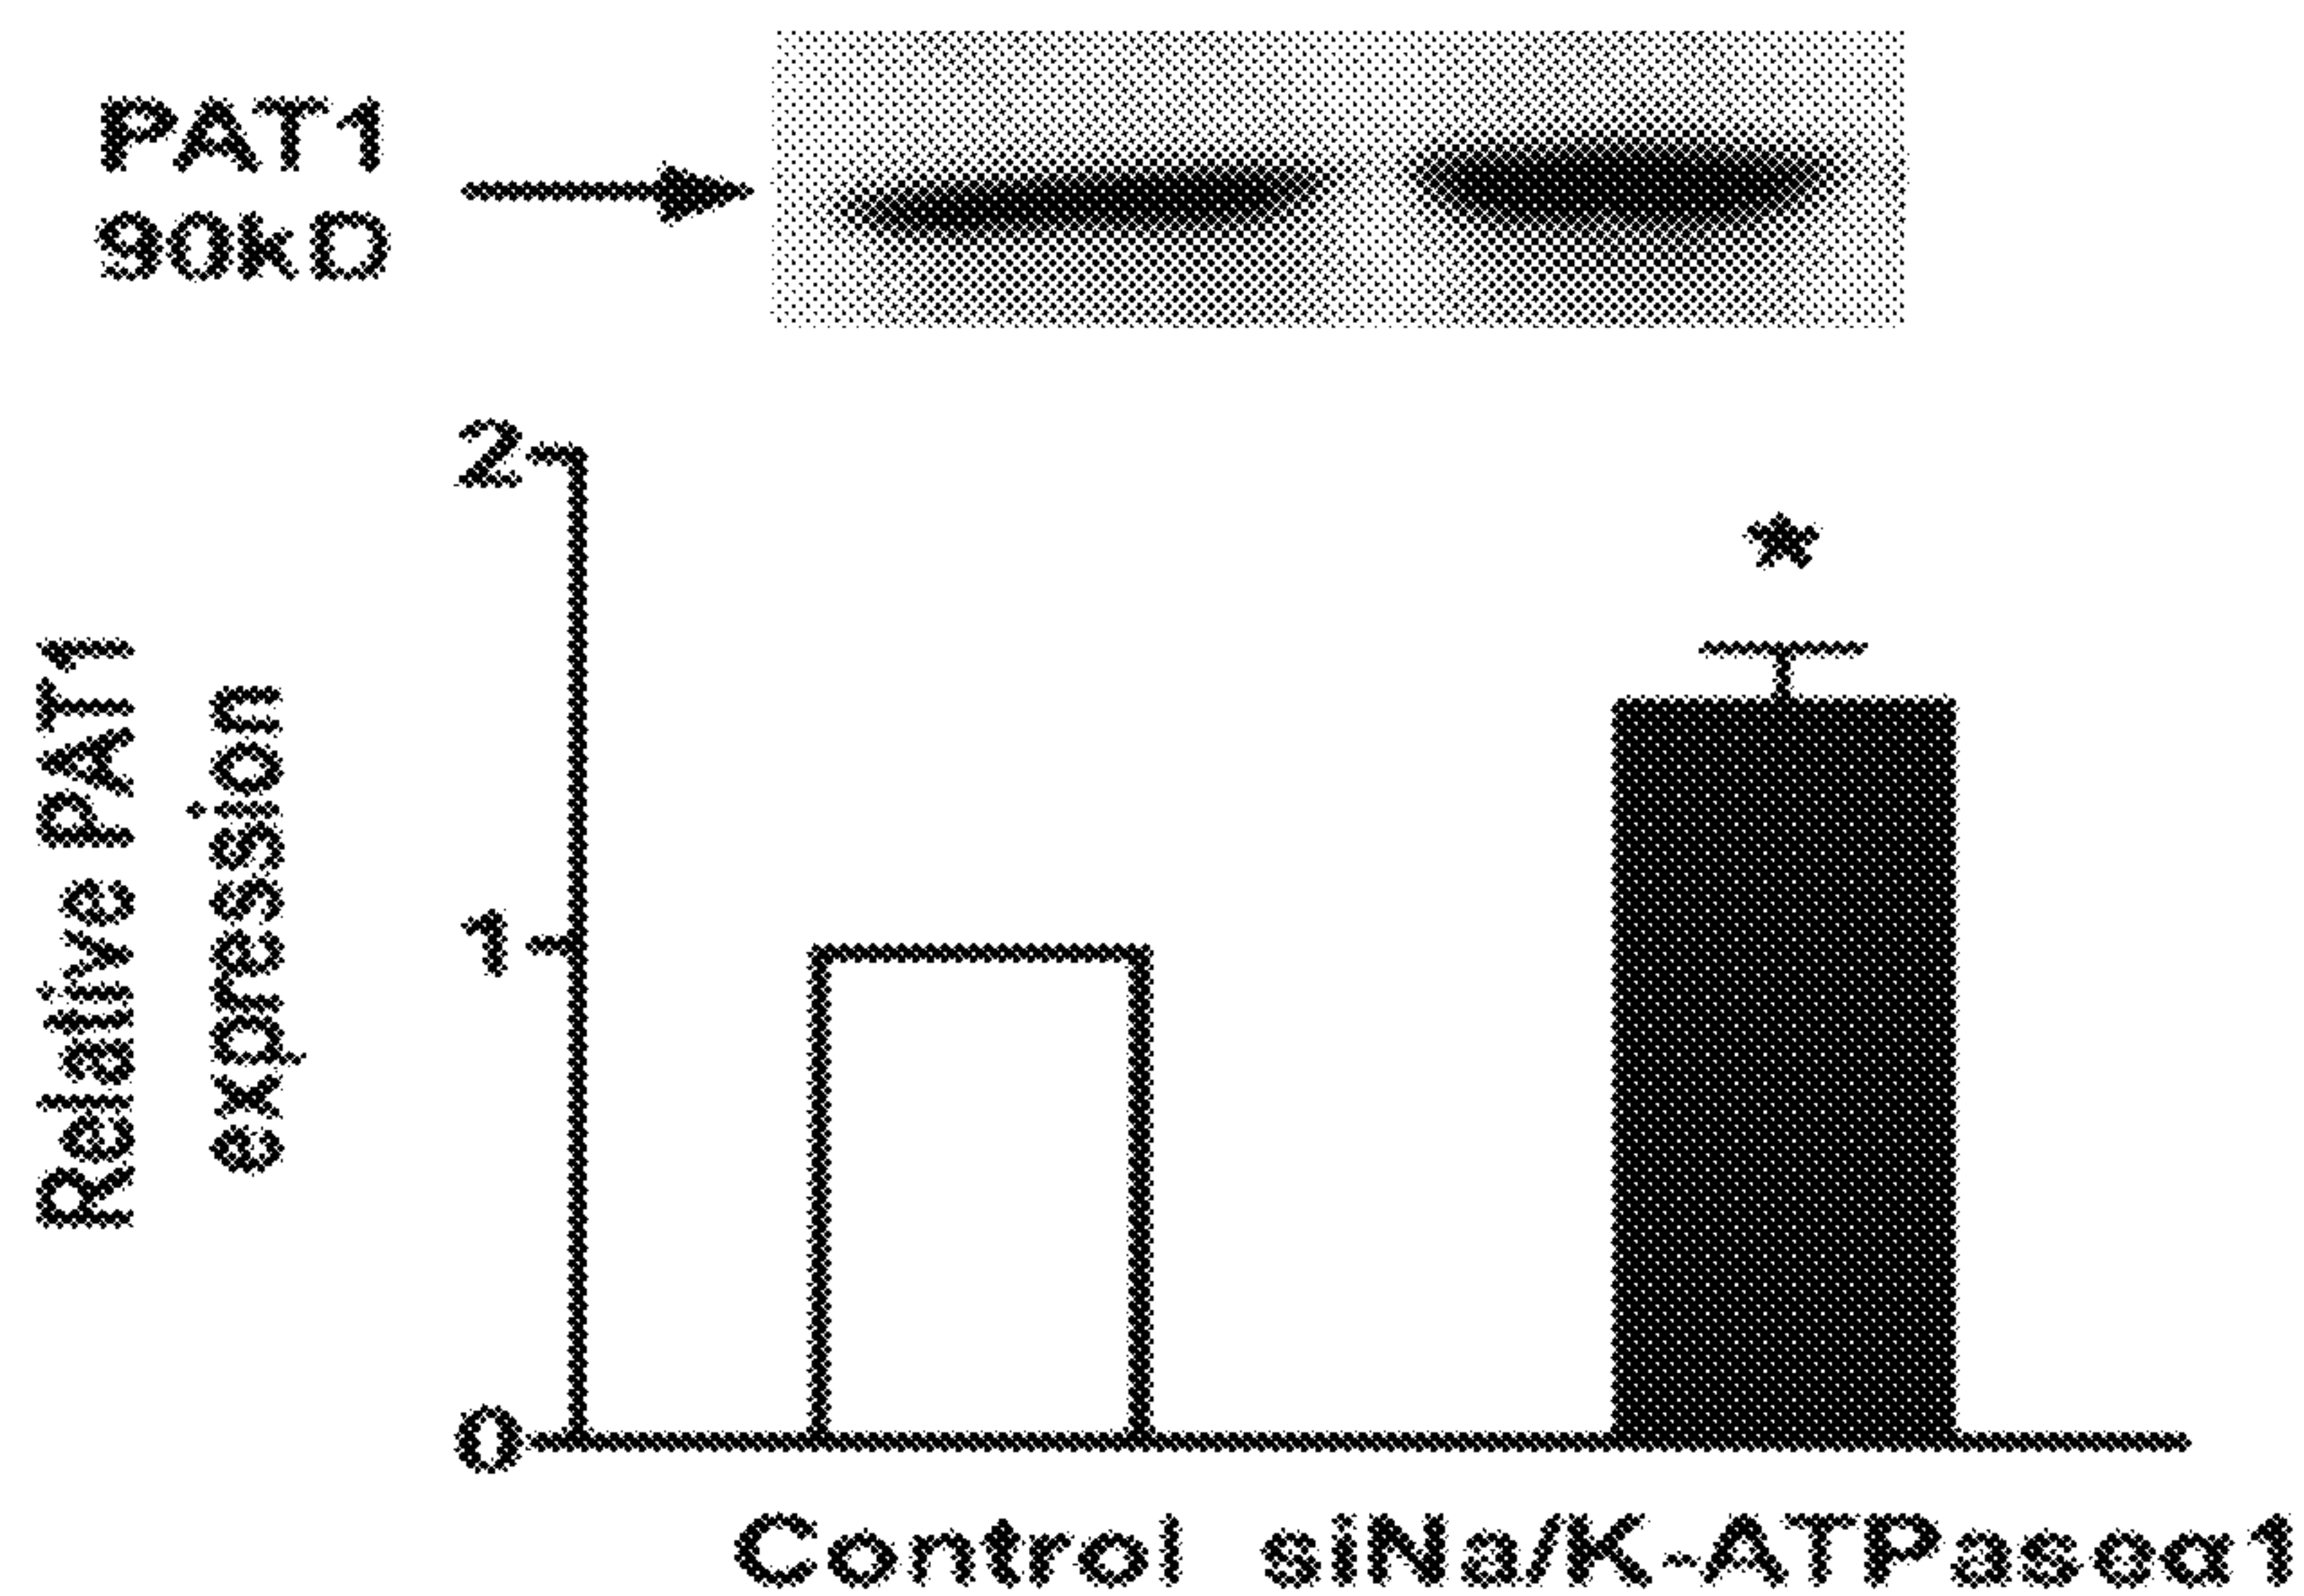 PAT1
90kD
2
*
1
0
Relative PAT1
expression
Control siNa/K-ATPaseα1